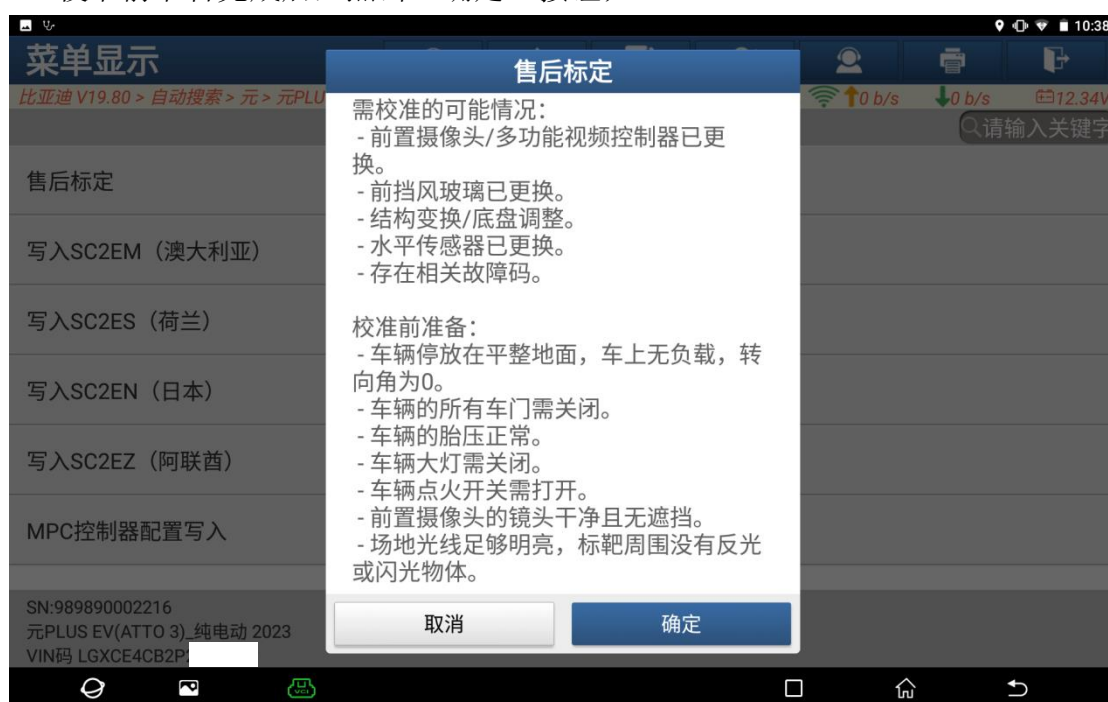 10:38
菜单显示
比亚迪 V19.80 > 自动搜索 > 元 > 元PLU
0 b/s
0 b/s
12.34V
请输入关键字
售后标定
写入SC2EM（澳大利亚）
写入SC2ES（荷兰）
写入SC2EN（日本）
写入SC2EZ（阿联酋）
MPC控制器配置写入
SN:989890002216
元PLUS EV(ATTO 3)_纯电动 2023
VIN码 LGXCE4CB2P
售后标定
需校准的可能情况：
- 前置摄像头/多功能视频控制器已更
换。
- 前挡风玻璃已更换。
- 结构变换/底盘调整。
- 水平传感器已更换。
- 存在相关故障码。
校准前准备：
- 车辆停放在平整地面，车上无负载，转
向角为0。
- 车辆的所有车门需关闭。
- 车辆的胎压正常。
- 车辆大灯需关闭。
- 车辆点火开关需打开。
- 前置摄像头的镜头干净且无遮挡。
- 场地光线足够明亮，标靶周围没有反光
或闪光物体。
取消
确定
VCI